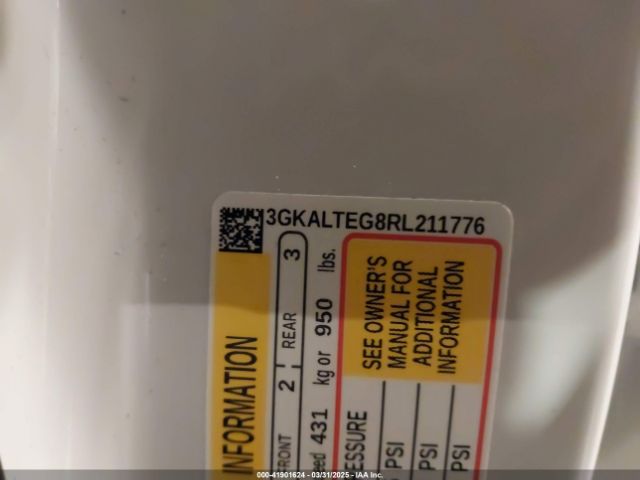 3GKALTEG8RL211776
INFORMATION
FRONT 2 REAR 3
431 kg or 950 lbs.
SEE OWNER'S
MANUAL FOR
ADDITIONAL
INFORMATION
PSI
PSI
PSI
000-41901624 - 03/31/2025 - IAA Inc.